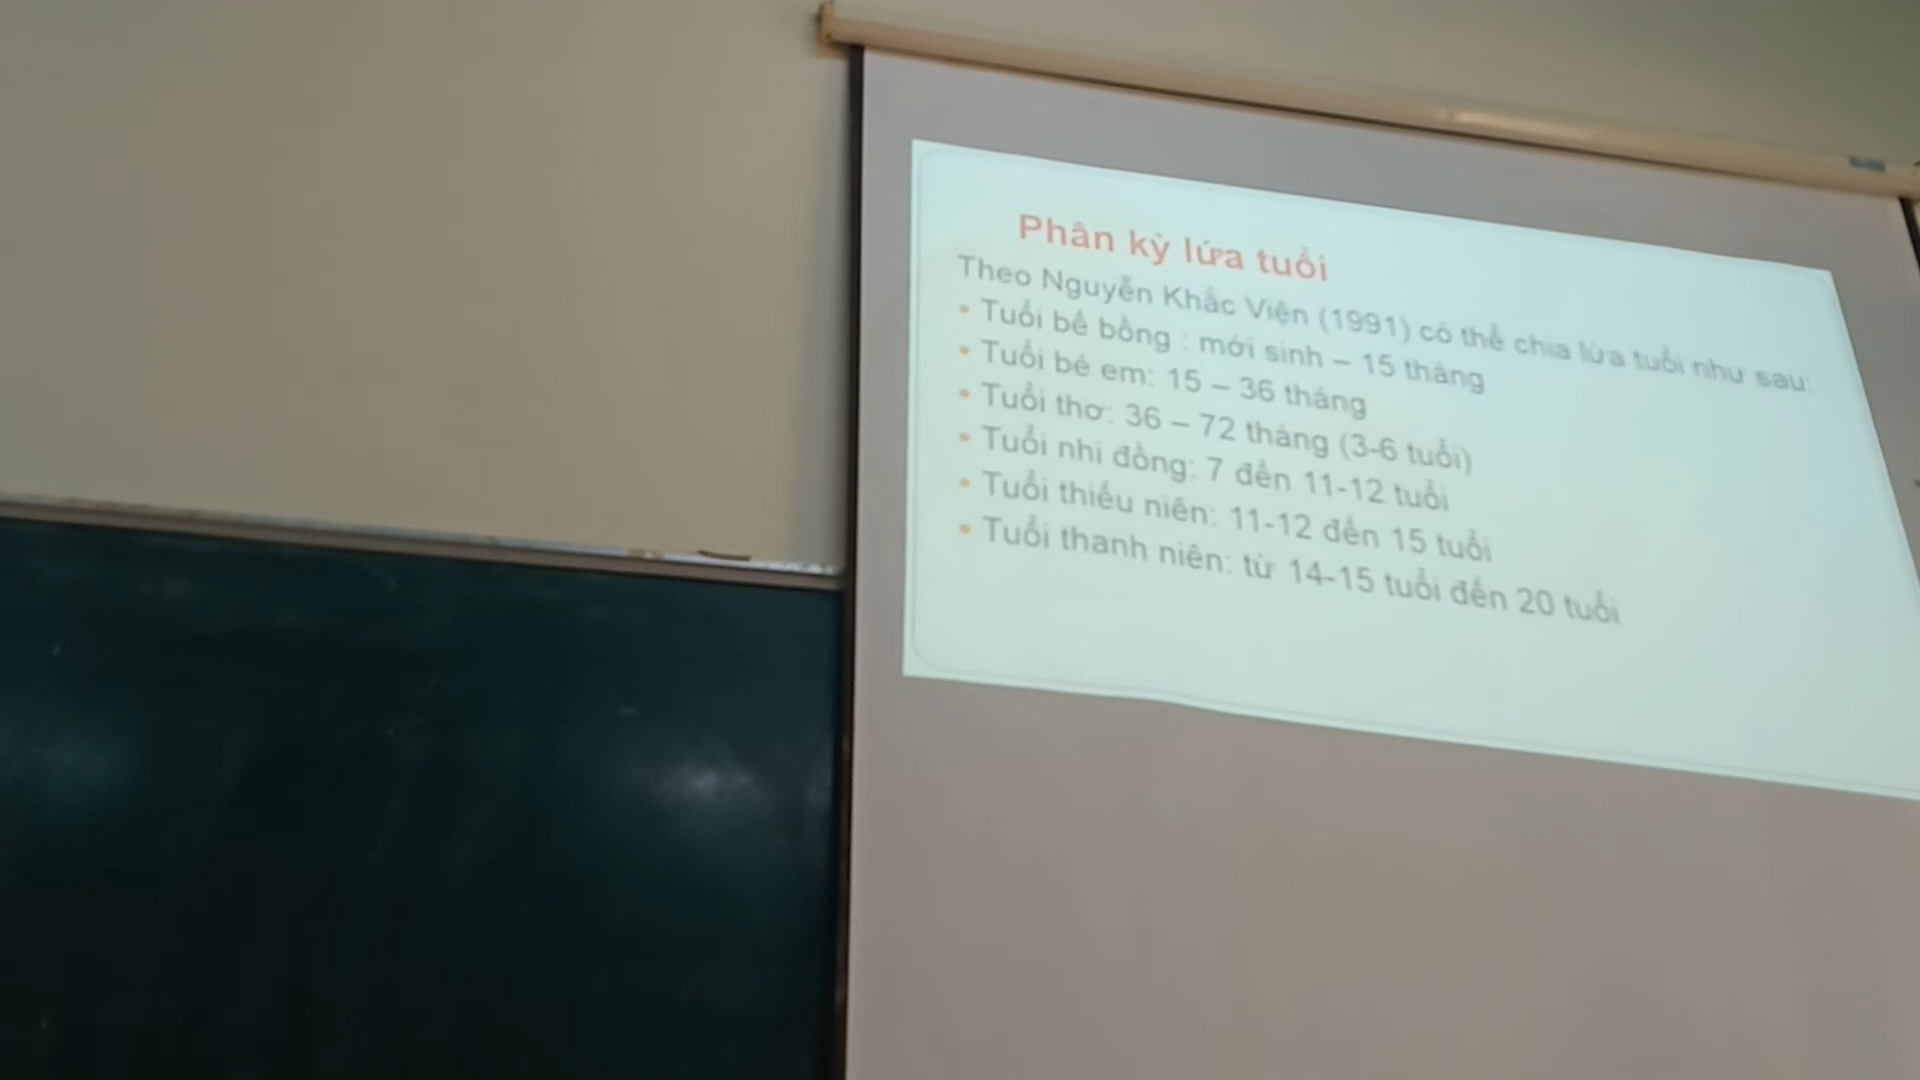 Phân kỳ lứa tuổi
Theo Nguyễn Khắc Viện (1991) có thể chia lứa tuổi như sau:
• Tuổi bế bồng : mới sinh – 15 tháng
• Tuổi bé em: 15 – 36 tháng
• Tuổi thơ: 36 – 72 tháng (3-6 tuổi)
• Tuổi nhi đồng: 7 đến 11-12 tuổi
• Tuổi thiếu niên: 11-12 đến 15 tuổi
• Tuổi thanh niên: từ 14-15 tuổi đến 20 tuổi